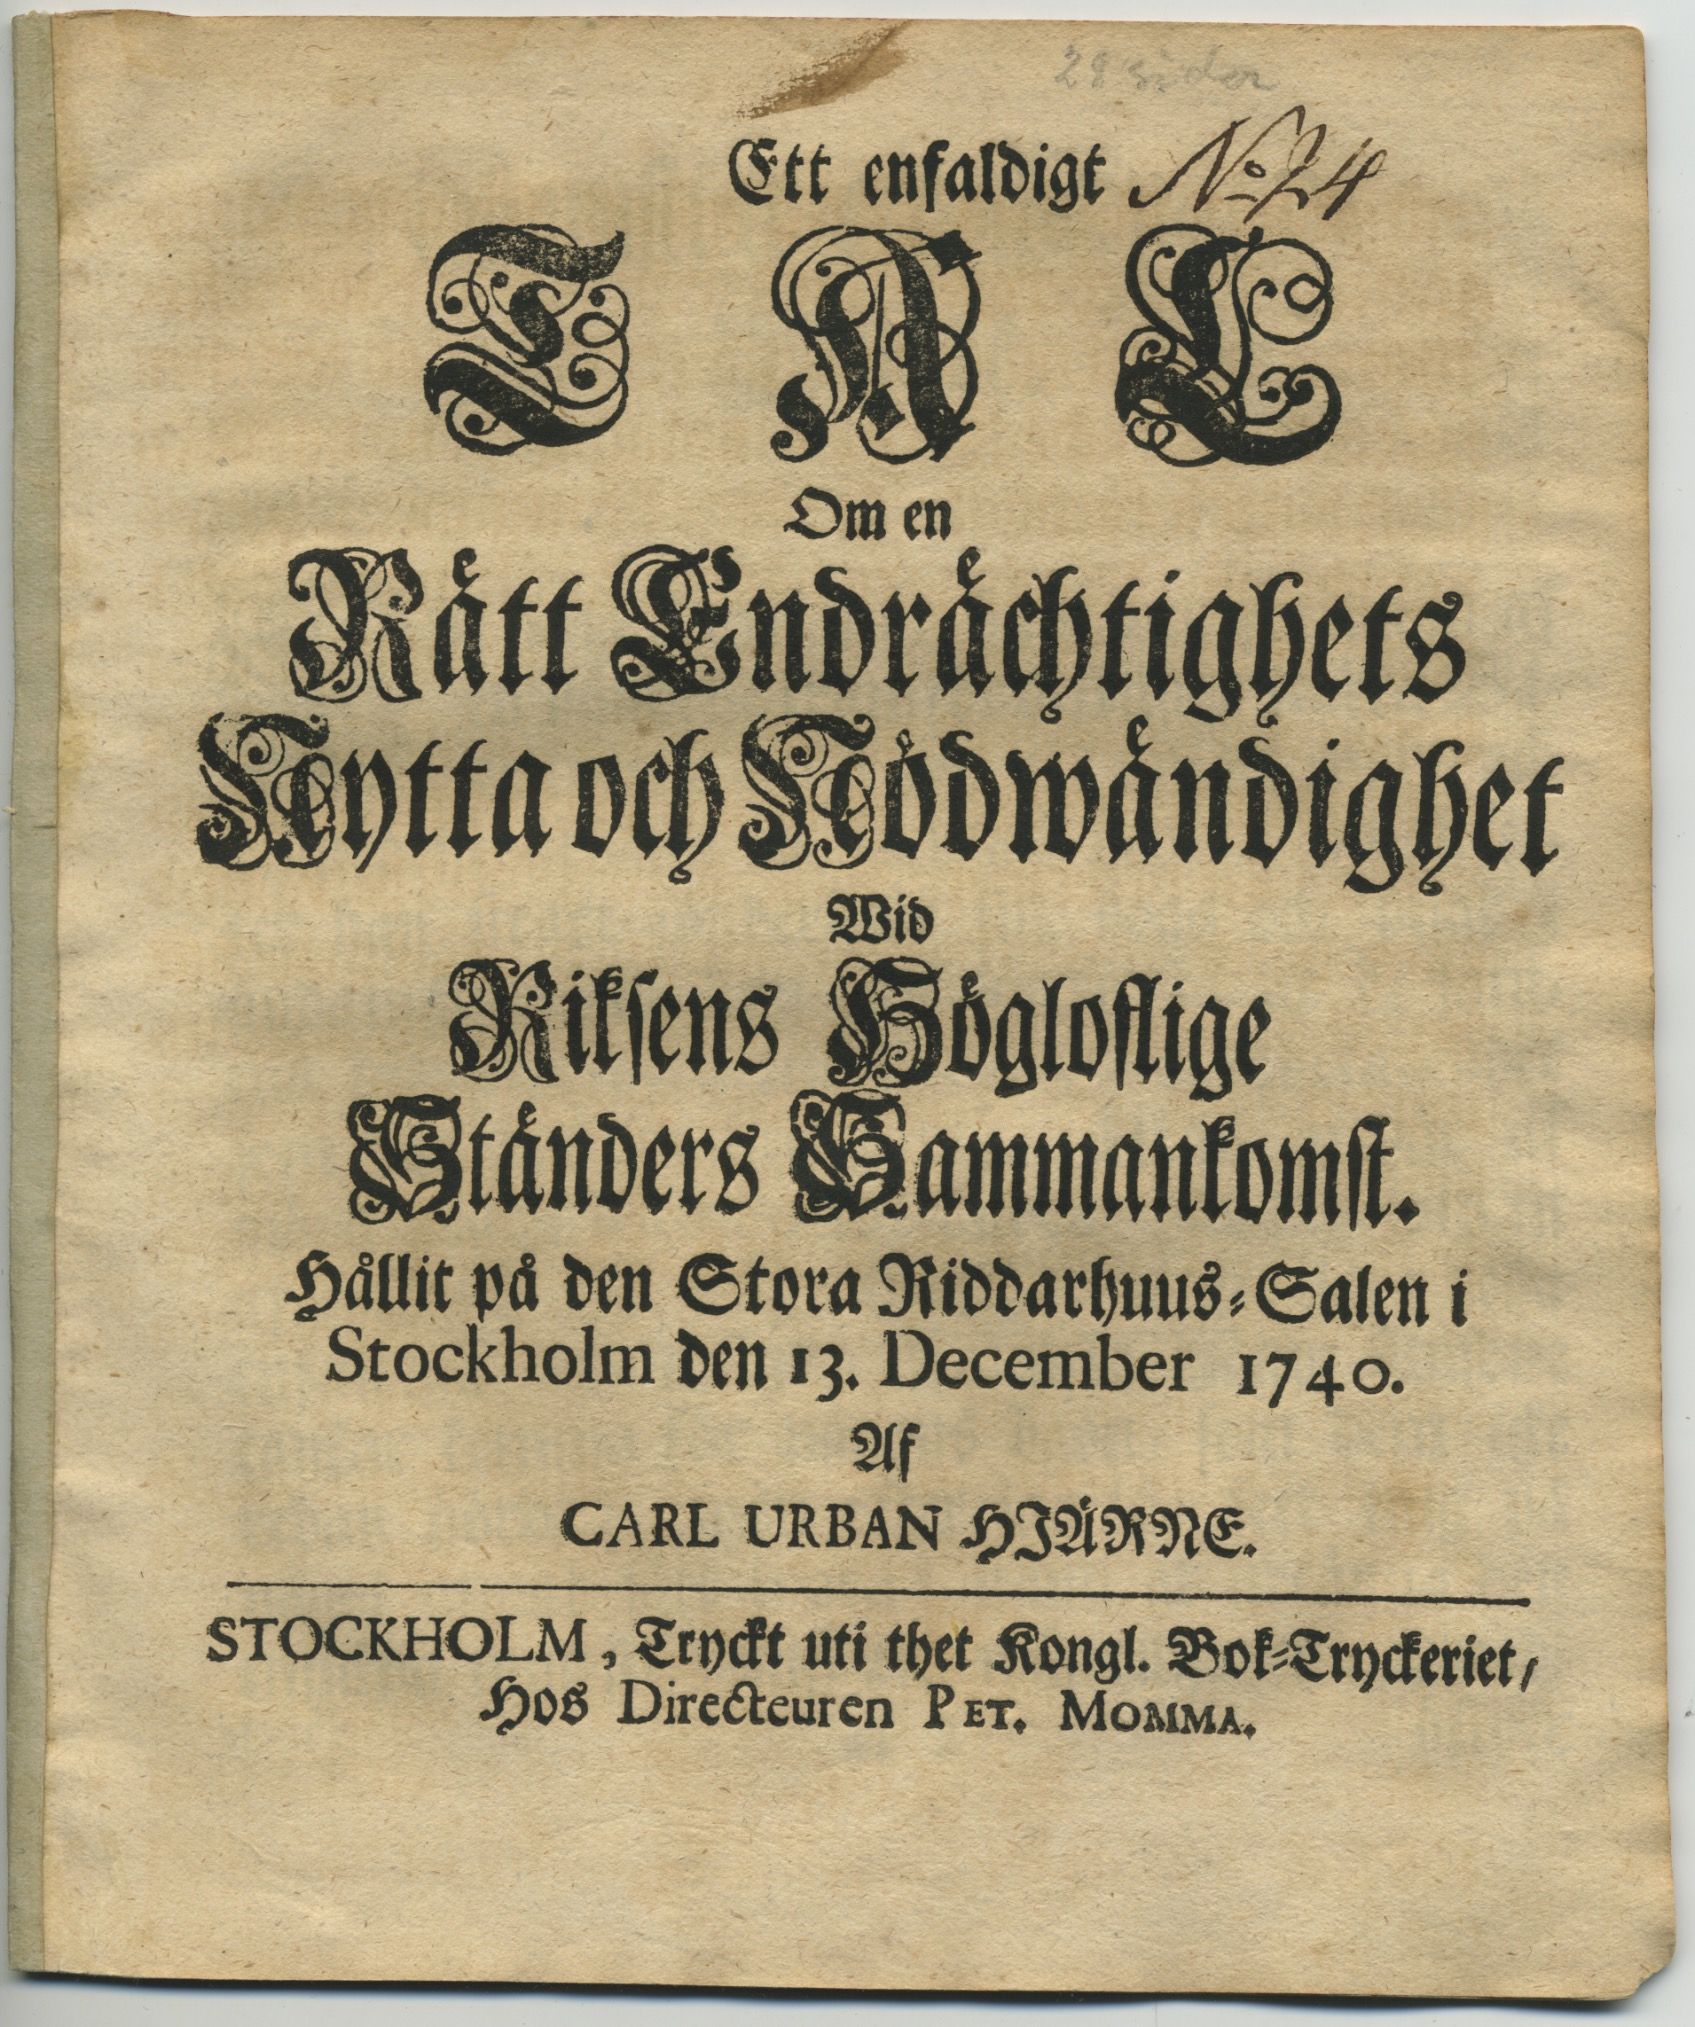 28 sidor
Ett enfaldigt No 24
TAL
Om en
Rätt Endrächtighets
Nytta och Nödwändighet
Wid
Riksens Högloflige
Ständers Sammankomst.
Hållit på den Stora Riddarhuus-Salen i
Stockholm den 13. December 1740.
Af
CARL URBAN HJÄRNE.
STOCKHOLM, Tryckt uti thet Kongl. Bok-Tryckeriet/
Hos Directeuren PET. MOMMA.